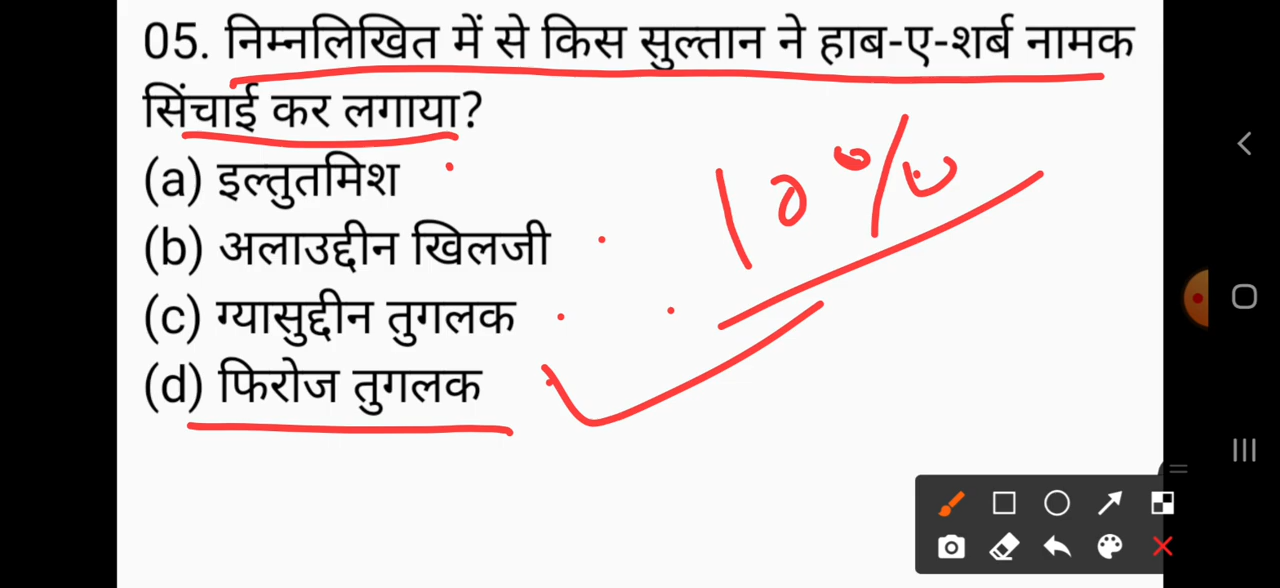 05. निम्नलिखित में से किस सुल्तान ने हाब-ए-शर्ब नामक
सिंचाई कर लगाया?
(a) इल्तुतमिश
(b) अलाउद्दीन खिलजी
(c) ग्यासुद्दीन तुगलक
(d) फिरोज तुगलक
10%